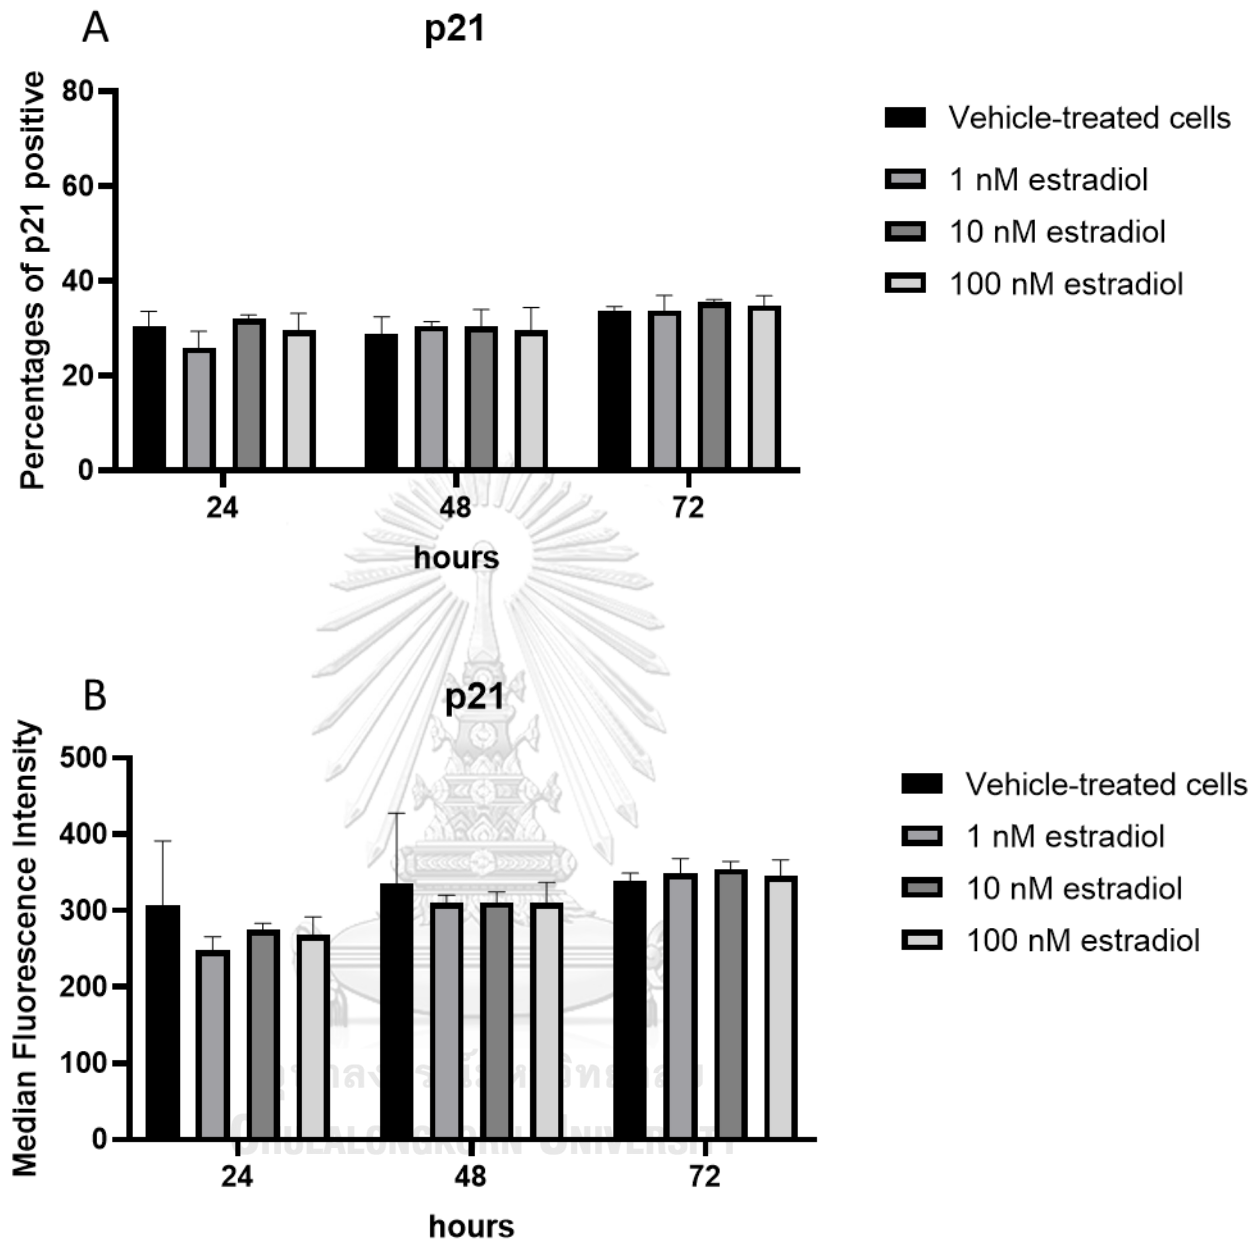 A
p21
Percentages of p21 positive
80
60
40
20
0
24
48
72
hours
Vehicle-treated cells
1 nM estradiol
10 nM estradiol
100 nM estradiol
B
p21
Median Fluorescence Intensity
500
400
300
200
100
0
24
48
72
hours
Vehicle-treated cells
1 nM estradiol
10 nM estradiol
100 nM estradiol
CHULALONGKORN UNIVERSITY